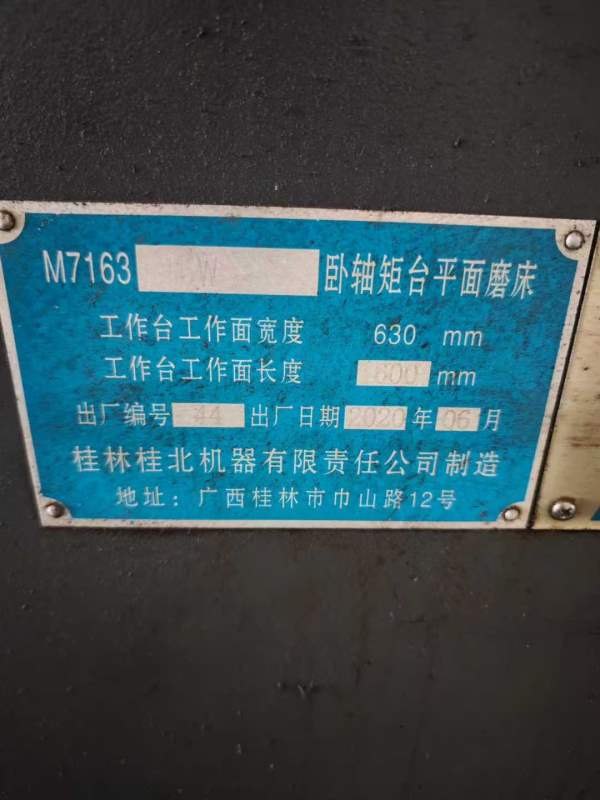 M7163 卧轴矩台平面磨床
工作台工作面宽度 630 mm
工作台工作面长度 mm
出厂编号 44 出厂日期 2020 年 06 月
桂林桂北机器有限责任公司制造
地址：广西桂林市巾山路12号